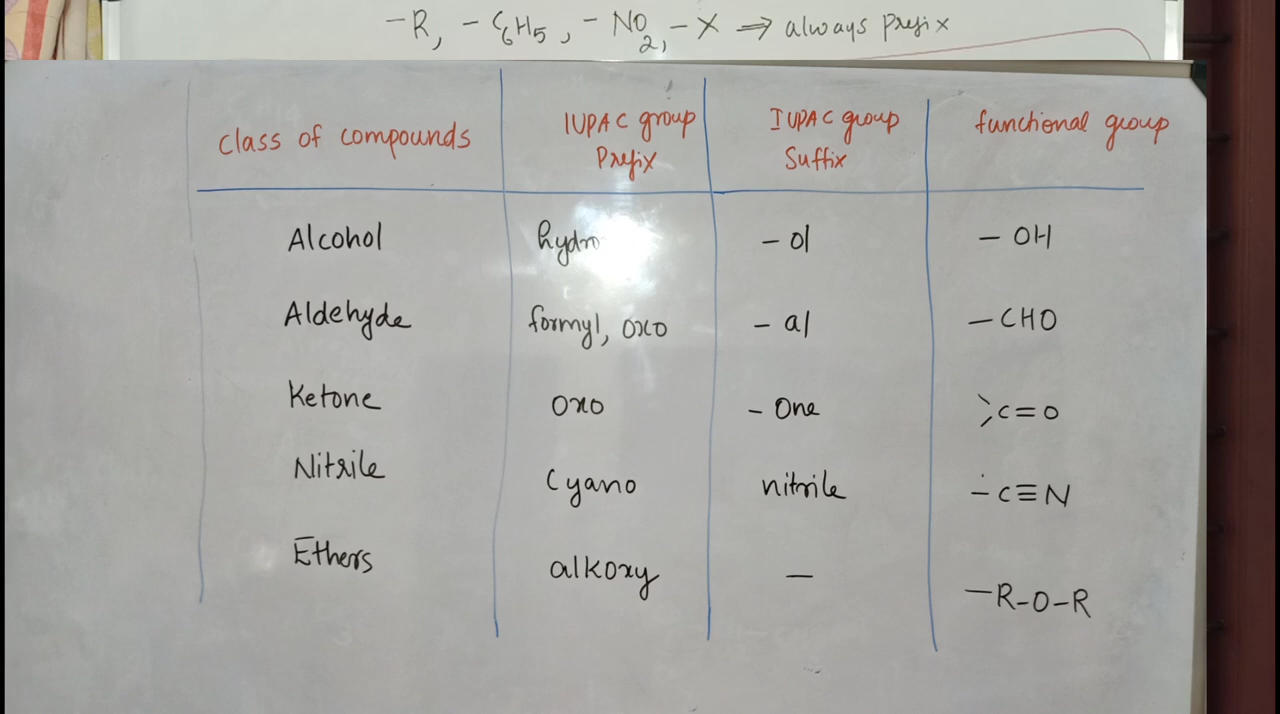 -R, - C6H5, - NO2, - X ⇒ always prefix
Class of compounds
IUPAC group Prefix
IUPAC group Suffix
functional group
Alcohol hydro - ol - OH
Aldehyde formyl, oxo - al - CHO
Ketone oxo - One >C=O
Nitrile Cyano nitrile - C≡N
Ethers alkoxy — -R-O-R